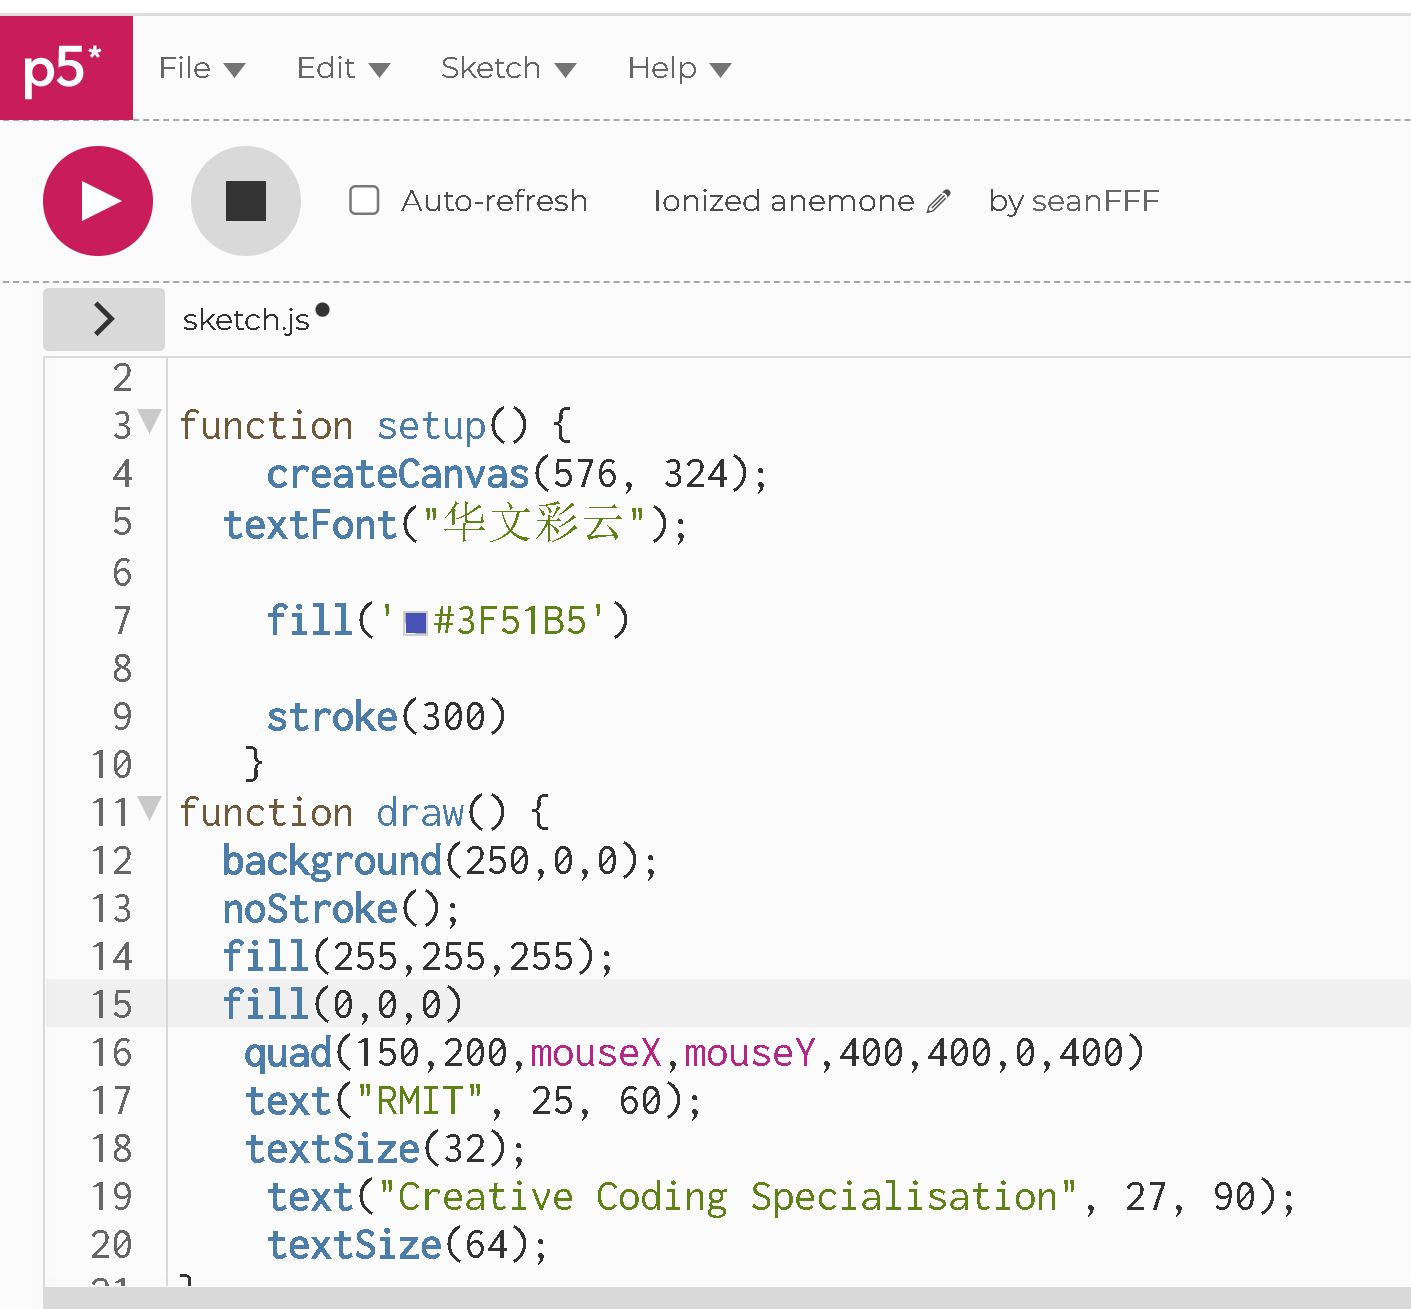 p5* File Edit Sketch Help
Auto-refresh Ionized anemone by seanFFF
sketch.js
2
3 function setup() {
4 createCanvas(576, 324);
5 textFont("华文彩云");
6
7 fill('#3F51B5')
8
9 stroke(300)
10 }
11 function draw() {
12 background(250,0,0);
13 noStroke();
14 fill(255,255,255);
15 fill(0,0,0)
16 quad(150,200,mouseX,mouseY,400,400,0,400)
17 text("RMIT", 25, 60);
18 textSize(32);
19 text("Creative Coding Specialisation", 27, 90);
20 textSize(64);
21 }